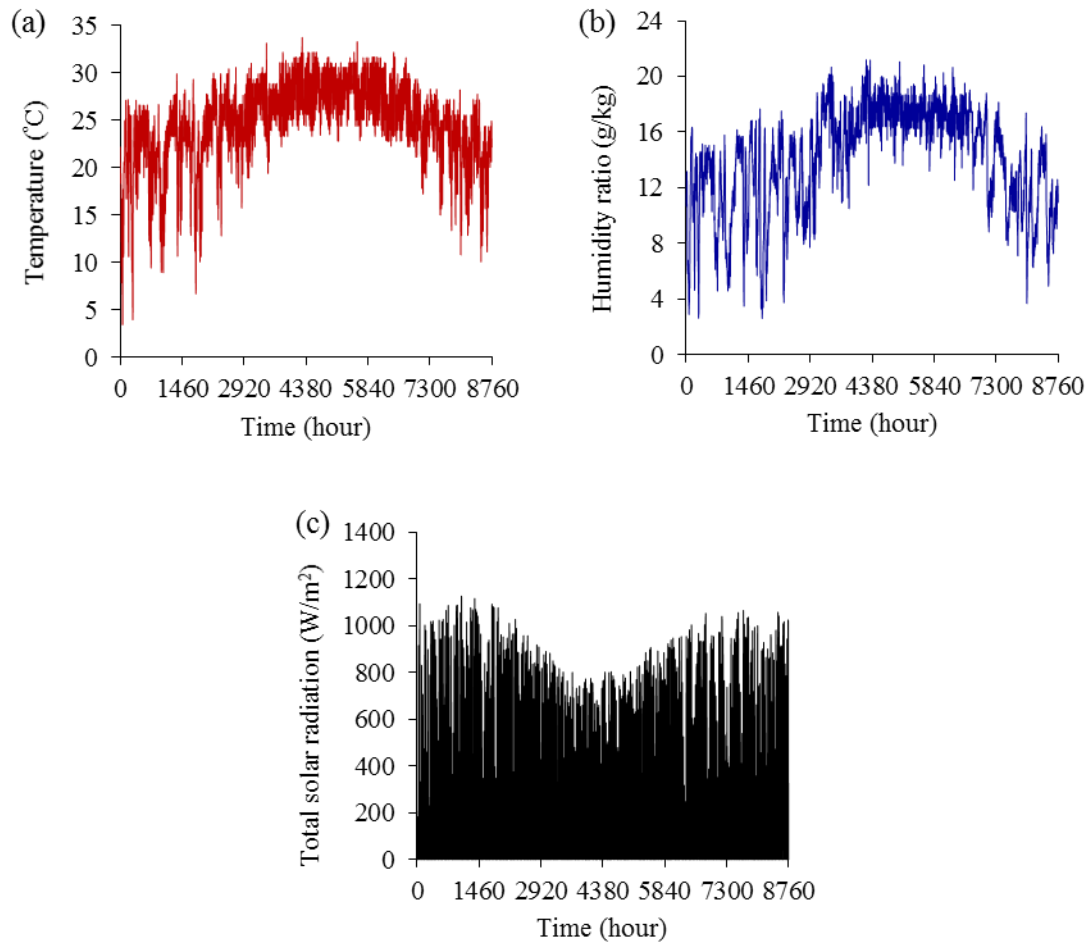 (a)
Temperature (°C)
35
30
25
20
15
10
5
0
0 1460 2920 4380 5840 7300 8760
Time (hour)
(b)
Humidity ratio (g/kg)
24
20
16
12
8
4
0
0 1460 2920 4380 5840 7300 8760
Time (hour)
(c)
Total solar radiation (W/m²)
1400
1200
1000
800
600
400
200
0
0 1460 2920 4380 5840 7300 8760
Time (hour)